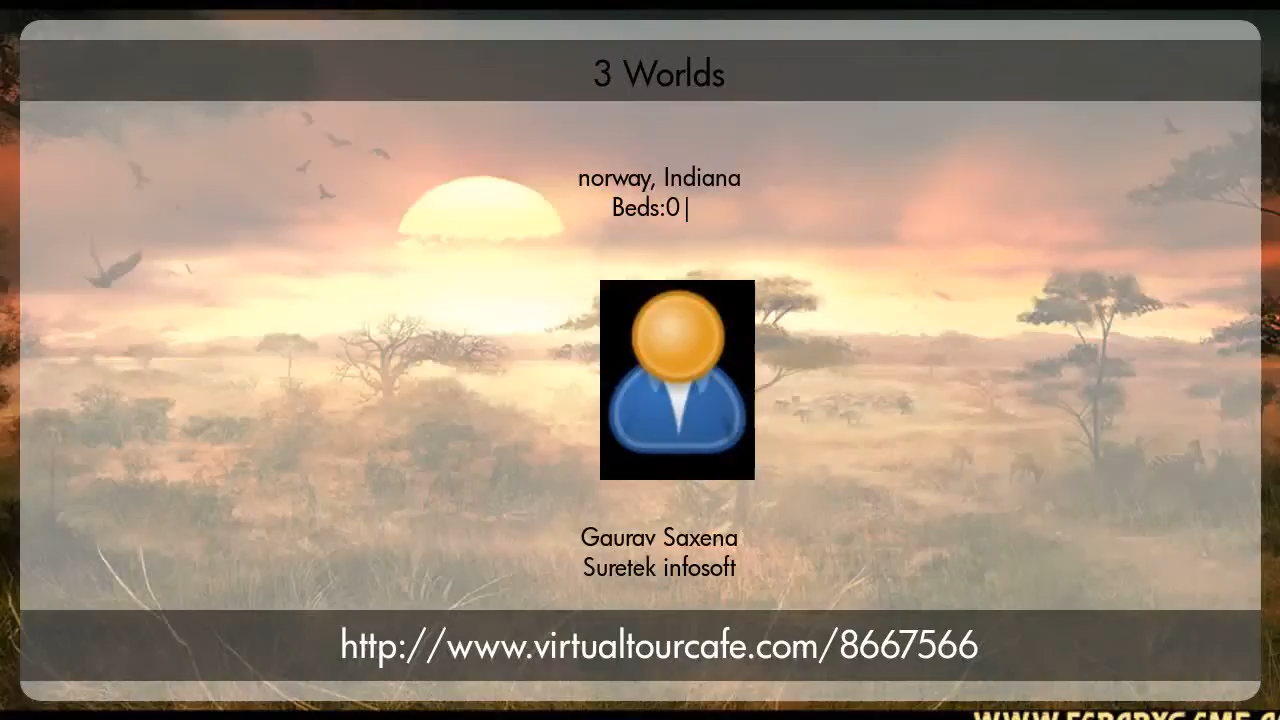 3 Worlds
norway, Indiana
Beds:0|
Gaurav Saxena
Suretek infosoft
http://www.virtualtourcafe.com/8667566